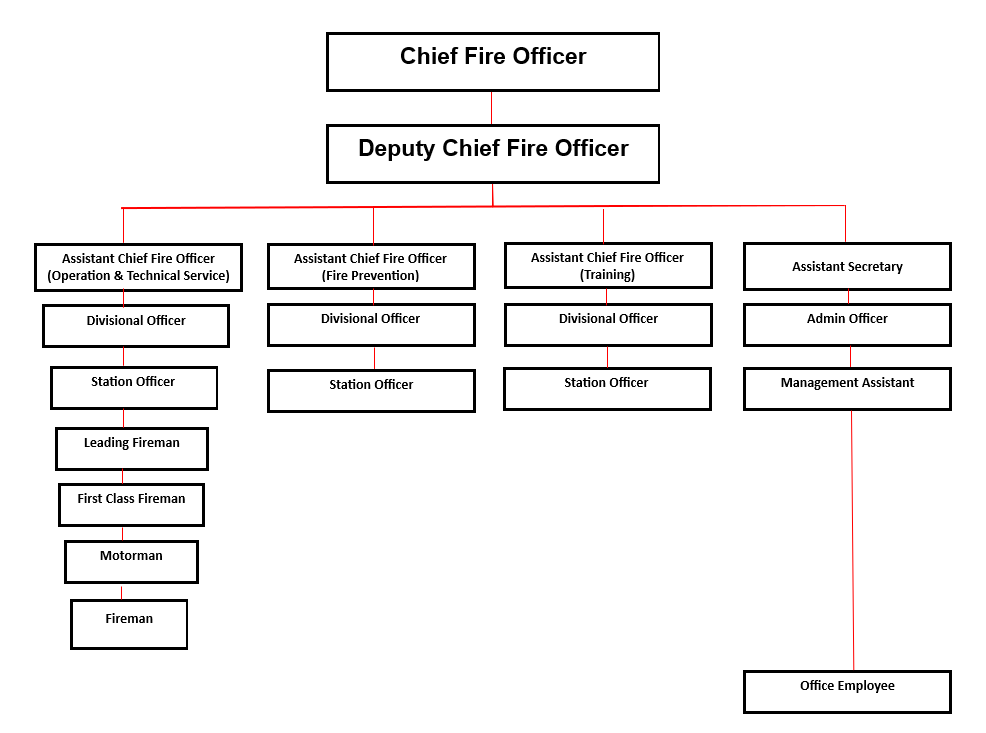 Chief Fire Officer
Deputy Chief Fire Officer
Assistant Chief Fire Officer
(Operation & Technical Service)
Assistant Chief Fire Officer
(Fire Prevention)
Assistant Chief Fire Officer
(Training)
Assistant Secretary
Divisional Officer
Divisional Officer
Divisional Officer
Admin Officer
Station Officer
Station Officer
Station Officer
Management Assistant
Leading Fireman
First Class Fireman
Motorman
Fireman
Office Employee